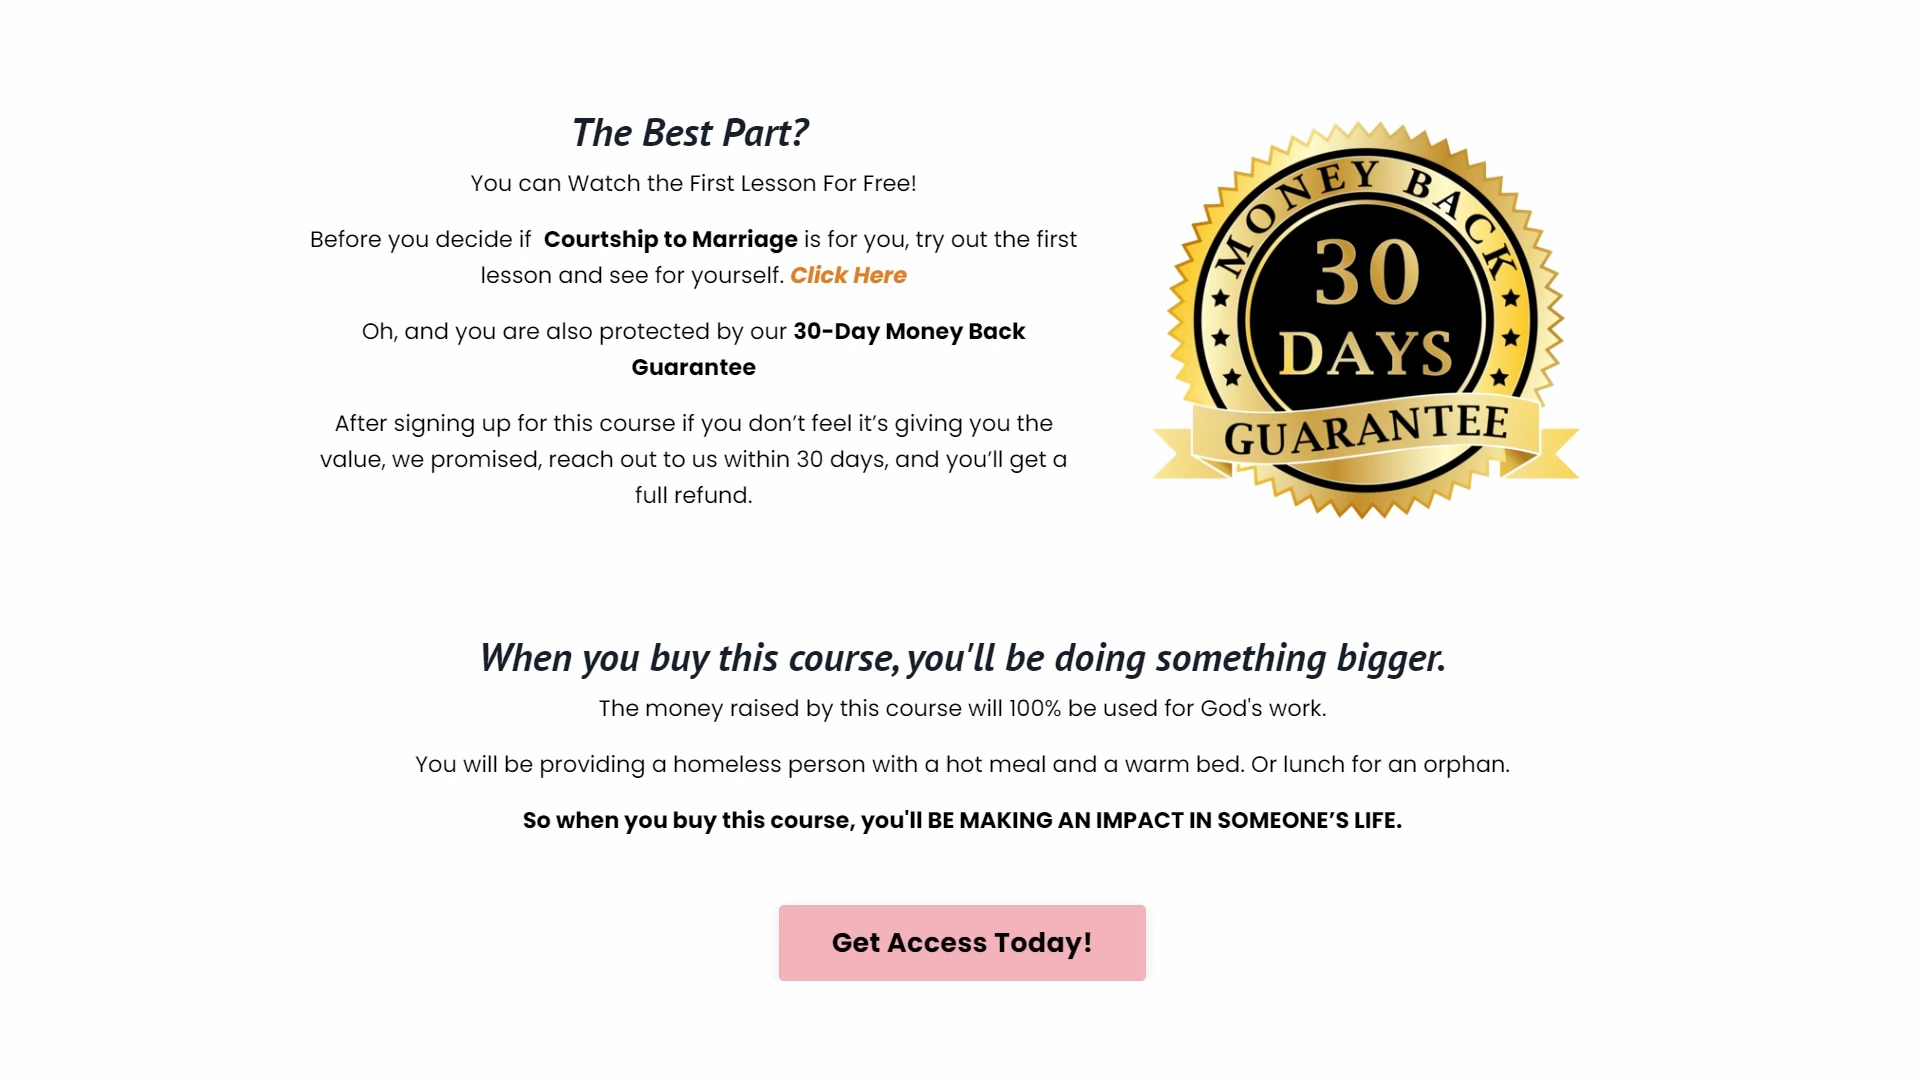 The Best Part?
You can Watch the First Lesson For Free!
Before you decide if Courtship to Marriage is for you, try out the first
lesson and see for yourself. Click Here
Oh, and you are also protected by our 30-Day Money Back
Guarantee
After signing up for this course if you don’t feel it’s giving you the
value, we promised, reach out to us within 30 days, and you’ll get a
full refund.
MONEY BACK
30
DAYS
GUARANTEE
When you buy this course, you'll be doing something bigger.
The money raised by this course will 100% be used for God's work.
You will be providing a homeless person with a hot meal and a warm bed. Or lunch for an orphan.
So when you buy this course, you'll BE MAKING AN IMPACT IN SOMEONE’S LIFE.
Get Access Today!